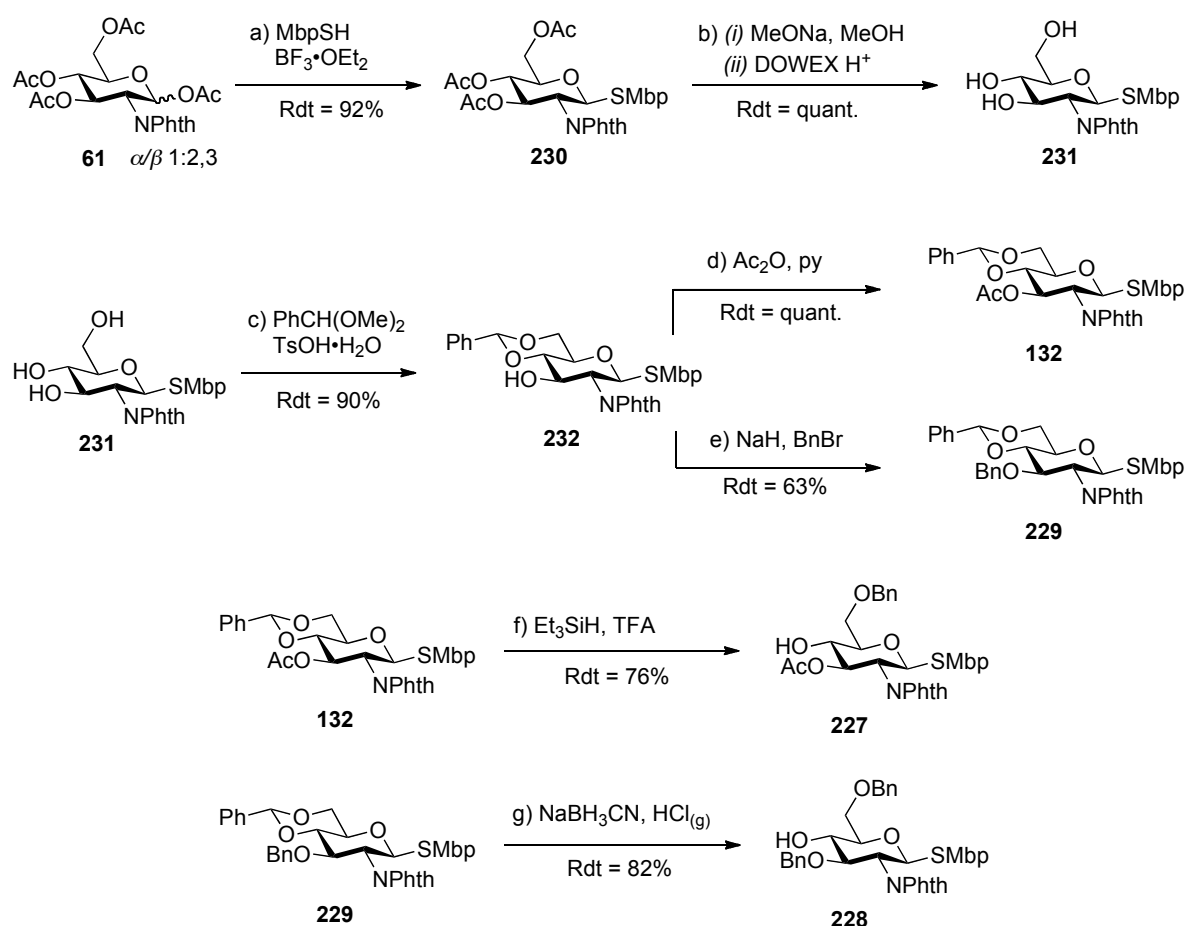 OAc
AcO
AcO
O
OAc
NPhth
61 α/β 1:2,3
a) MbpSH
BF3•OEt2
Rdt = 92%
OAc
AcO
AcO
O
SMbp
NPhth
230
b) (i) MeONa, MeOH
(ii) DOWEX H+
Rdt = quant.
OH
HO
HO
O
SMbp
NPhth
231
OH
HO
HO
O
SMbp
NPhth
231
c) PhCH(OMe)2
TsOH•H2O
Rdt = 90%
Ph
O
O
HO
O
SMbp
NPhth
232
d) Ac2O, py
Rdt = quant.
Ph
O
O
AcO
O
SMbp
NPhth
132
e) NaH, BnBr
Rdt = 63%
Ph
O
O
BnO
O
SMbp
NPhth
229
Ph
O
O
AcO
O
SMbp
NPhth
132
f) Et3SiH, TFA
Rdt = 76%
OBn
HO
AcO
O
SMbp
NPhth
227
Ph
O
O
BnO
O
SMbp
NPhth
229
g) NaBH3CN, HCl(g)
Rdt = 82%
OBn
HO
BnO
O
SMbp
NPhth
228